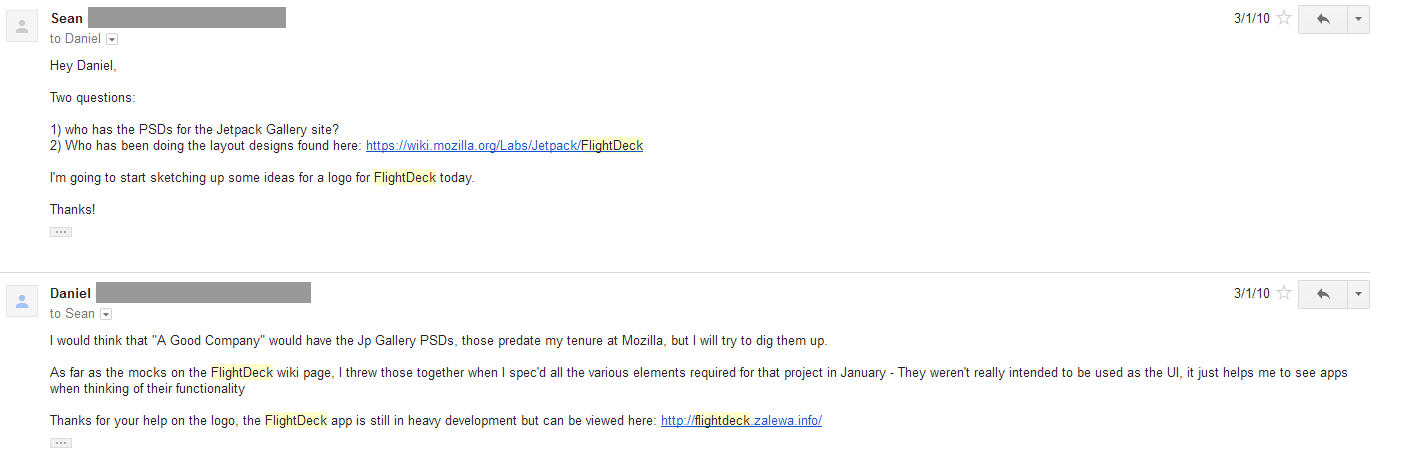 Sean
3/1/10
to Daniel
Hey Daniel,
Two questions:
1) who has the PSDs for the Jetpack Gallery site?
2) Who has been doing the layout designs found here: https://wiki.mozilla.org/Labs/Jetpack/FlightDeck
I'm going to start sketching up some ideas for a logo for FlightDeck today.
Thanks!
Daniel
3/1/10
to Sean
I would think that "A Good Company" would have the Jp Gallery PSDs, those predate my tenure at Mozilla, but I will try to dig them up.
As far as the mocks on the FlightDeck wiki page, I threw those together when I spec'd all the various elements required for that project in January - They weren't really intended to be used as the UI, it just helps me to see apps
when thinking of their functionality
Thanks for your help on the logo, the FlightDeck app is still in heavy development but can be viewed here: http://flightdeck.zalewa.info/